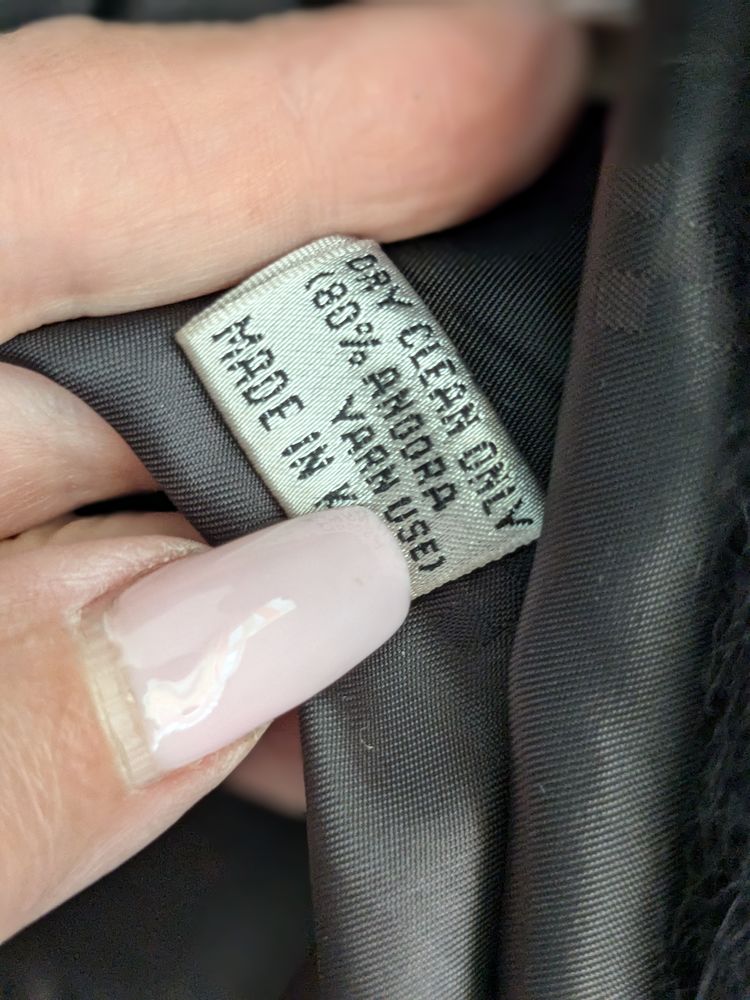 DRY CLEAN ONLY
(80% ANGORA
YARN USE)
MADE IN K